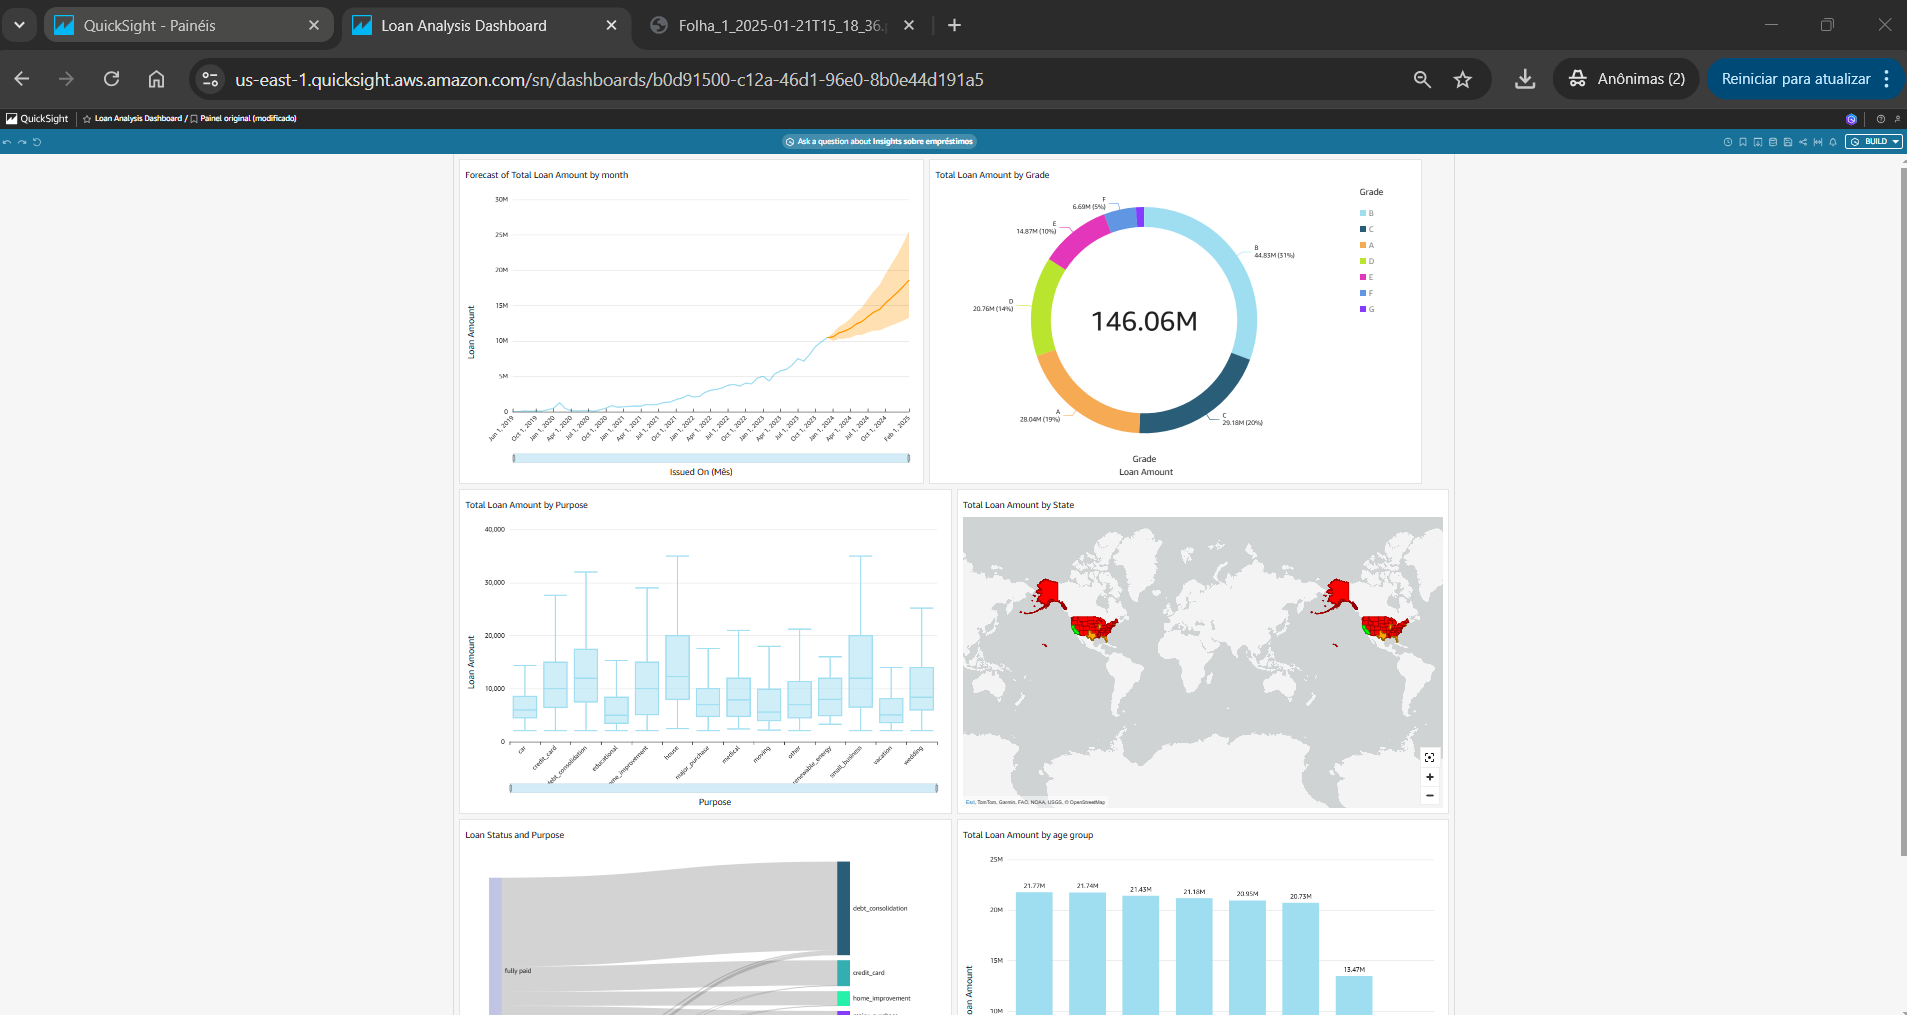 QuickSight - Painéis
Loan Analysis Dashboard
Folha_1_2025-01-21T15_18_36.
us-east-1.quicksight.aws.amazon.com/sn/dashboards/b0d91500-c12a-46d1-96e0-8b0e44d191a5
Anônimas (2)
Reiniciar para atualizar
QuickSight
Loan Analysis Dashboard / Painel original (modificado)
Ask a question about Insights sobre empréstimos
BUILD
Forecast of Total Loan Amount by month
30M
25M
20M
15M
10M
5M
0
Loan Amount
Jun 1, 2019
Oct 1, 2019
Jan 1, 2020
Apr 1, 2020
Jul 1, 2020
Oct 1, 2020
Jan 1, 2021
Apr 1, 2021
Jul 1, 2021
Oct 1, 2021
Jan 1, 2022
Apr 1, 2022
Jul 1, 2022
Oct 1, 2022
Jan 1, 2023
Apr 1, 2023
Jul 1, 2023
Oct 1, 2023
Jan 1, 2024
Apr 1, 2024
Jul 1, 2024
Oct 1, 2024
Feb 1, 2025
Issued On (Mês)
Total Loan Amount by Grade
F
6.69M (5%)
E
14.87M (10%)
D
20.76M (14%)
A
28.04M (19%)
B
44.83M (31%)
C
29.18M (20%)
146.06M
Grade
Loan Amount
Grade
B
C
A
D
E
F
G
Total Loan Amount by Purpose
40,000
30,000
20,000
10,000
0
Loan Amount
car
credit_card
ebt_consolidation
educational
me_improvement
house
major_purchase
medical
moving
other
renewable_energy
small_business
vacation
wedding
Purpose
Total Loan Amount by State
Esri, TomTom, Garmin, FAO, NOAA, USGS, © OpenStreetMap
Loan Status and Purpose
fully paid
debt_consolidation
credit_card
home_improvement
Total Loan Amount by age group
25M
20M
15M
10M
oan Amount
21.77M
21.74M
21.43M
21.18M
20.95M
20.73M
13.47M